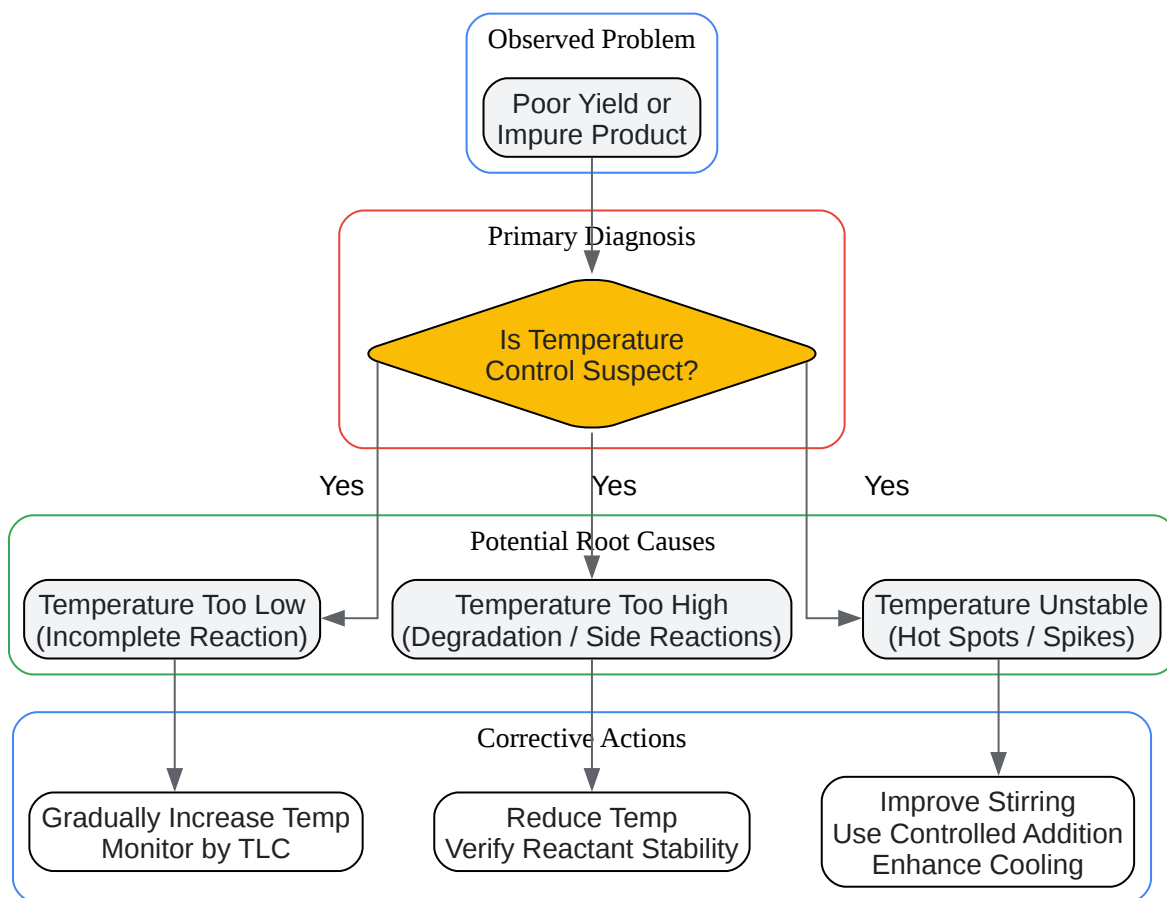 Observed Problem
Poor Yield or
Impure Product
Primary Diagnosis
Is Temperature
Control Suspect?
Yes
Yes
Yes
Potential Root Causes
Temperature Too Low
(Incomplete Reaction)
Temperature Too High
(Degradation / Side Reactions)
Temperature Unstable
(Hot Spots / Spikes)
Corrective Actions
Gradually Increase Temp
Monitor by TLC
Reduce Temp
Verify Reactant Stability
Improve Stirring
Use Controlled Addition
Enhance Cooling